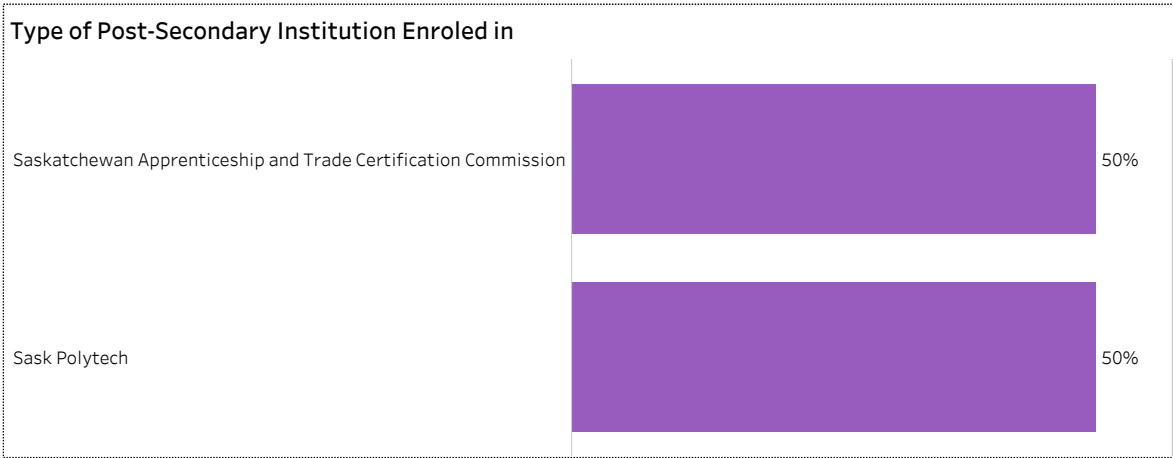 Type of Post-Secondary Institution Enroled in
Saskatchewan Apprenticeship and Trade Certification Commission 50%
Sask Polytech 50%